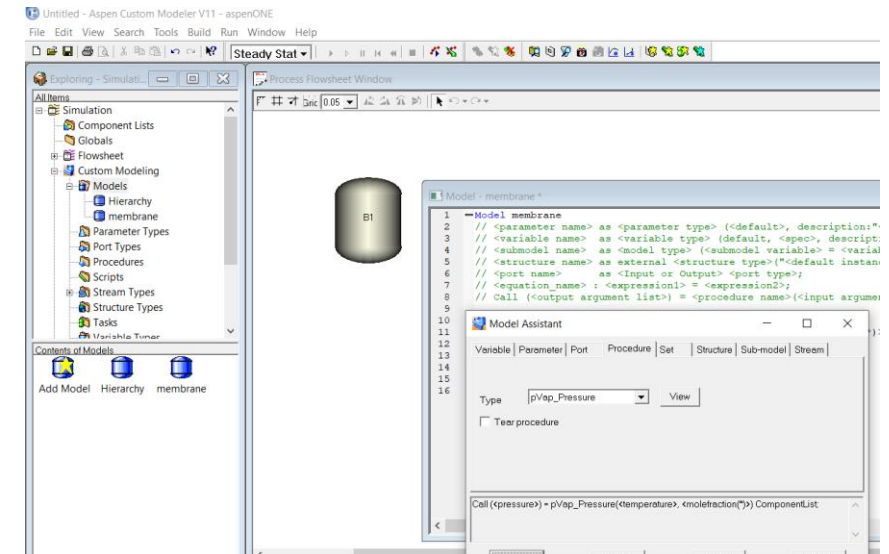 Untitled - Aspen Custom Modeler V11 - aspenONE
File Edit View Search Tools Build Run Window Help
Steady Stat
Exploring - Simulati...
All Items
Simulation
Component Lists
Globals
Flowsheet
Custom Modeling
Models
Hierarchy
membrane
Parameter Types
Port Types
Procedures
Scripts
Stream Types
Structure Types
Tasks
Variable Types
Contents of Models
Add Model Hierarchy membrane
Process Flowsheet Window
Gric 0.05
B1
Model - membrane *
1 Model membrane
2 // <parameter name> as <parameter type> (<default>, description:"<
3 // <variable name> as <variable type> (default, <spec>, descripti
4 // <submodel name> as <model type> (<submodel variable> = <variab
5 // <structure name> as external <structure type>("<default instanc
6 // <port name> as <Input or Output> <port type>;
7 // <equation_name> : <expression1> = <expression2>;
8 // Call (<output argument list>) = <procedure name>(<input argumen
9
10
11
12
13
14
15
16
Model Assistant
Variable Parameter Port Procedure Set Structure Sub-model Stream
Type pVap_Pressure View
Tear procedure
Call (<pressure>) = pVap_Pressure(<temperature>, <molefraction(*)>) ComponentList